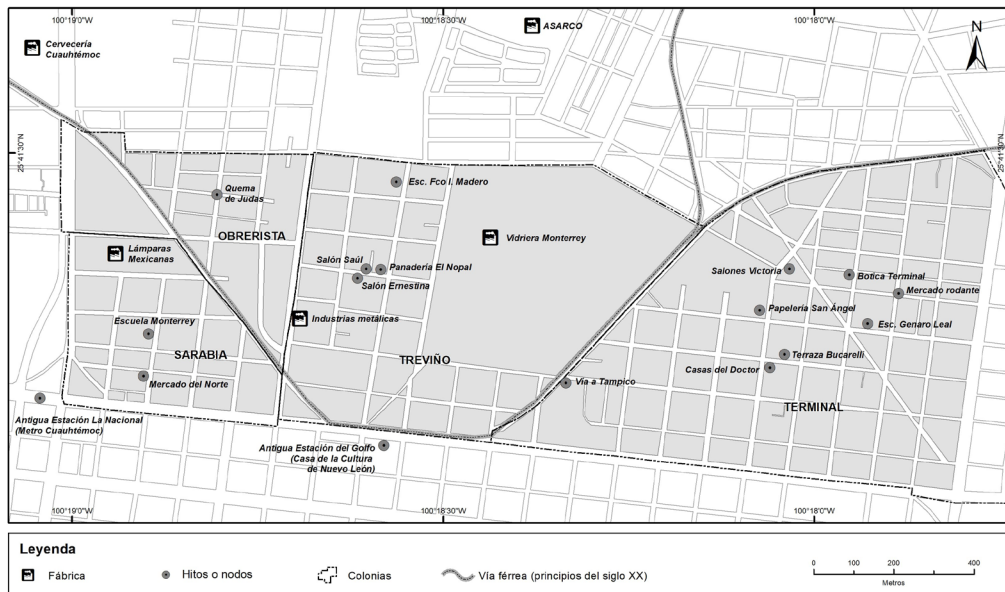 100°19'0"W
100°18'30"W
100°18'0"W
ASARCO
N
Cervecería
Cuauhtémoc
25°41'30"N
25°41'30"N
Esc. Fco I. Madero
Quema
de Judas
OBRERISTA
Vidriera Monterrey
Lámparas
Mexicanas
Salón Saúl
Panadería El Nopal
Salón Ernestina
Salones Victoria
Botica Terminal
Mercado rodante
Papelería San Ángel
Industrias metálicas
Escuela Monterrey
Esc. Genaro Leal
SARABIA
TREVIÑO
Terraza Bucarelli
Casas del Doctor
Mercado del Norte
Vía a Tampico
TERMINAL
Antigua Estación La Nacional
(Metro Cuauhtémoc)
Antigua Estación del Golfo
(Casa de la Cultura
de Nuevo León)
100°19'0"W
100°18'30"W
100°18'0"W
Leyenda
Fábrica
Hitos o nodos
Colonias
Vía férrea (principios del siglo XX)
0 100 200 400
Metros